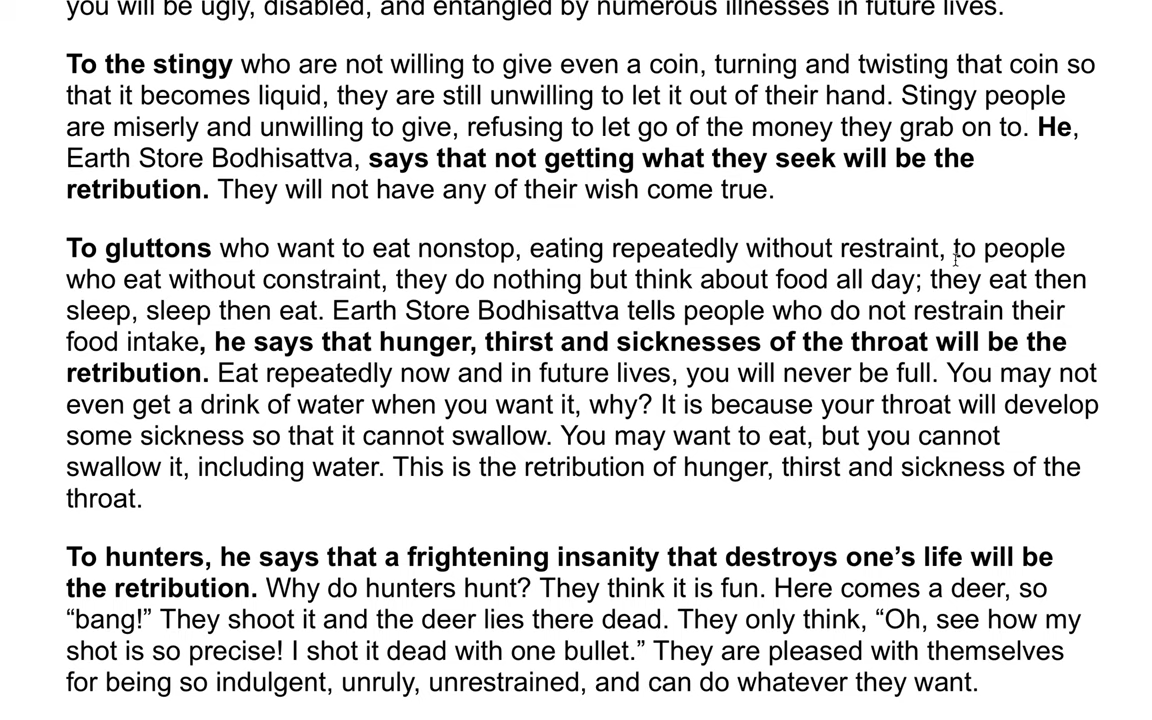 you will be ugly, disabled, and entangled by numerous illnesses in future lives.
To the stingy who are not willing to give even a coin, turning and twisting that coin so
that it becomes liquid, they are still unwilling to let it out of their hand. Stingy people
are miserly and unwilling to give, refusing to let go of the money they grab on to. He,
Earth Store Bodhisattva, says that not getting what they seek will be the
retribution. They will not have any of their wish come true.
To gluttons who want to eat nonstop, eating repeatedly without restraint, to people
who eat without constraint, they do nothing but think about food all day; they eat then
sleep, sleep then eat. Earth Store Bodhisattva tells people who do not restrain their
food intake, he says that hunger, thirst and sicknesses of the throat will be the
retribution. Eat repeatedly now and in future lives, you will never be full. You may not
even get a drink of water when you want it, why? It is because your throat will develop
some sickness so that it cannot swallow. You may want to eat, but you cannot
swallow it, including water. This is the retribution of hunger, thirst and sickness of the
throat.
To hunters, he says that a frightening insanity that destroys one’s life will be
the retribution. Why do hunters hunt? They think it is fun. Here comes a deer, so
“bang!” They shoot it and the deer lies there dead. They only think, “Oh, see how my
shot is so precise! I shot it dead with one bullet.” They are pleased with themselves
for being so indulgent, unruly, unrestrained, and can do whatever they want.